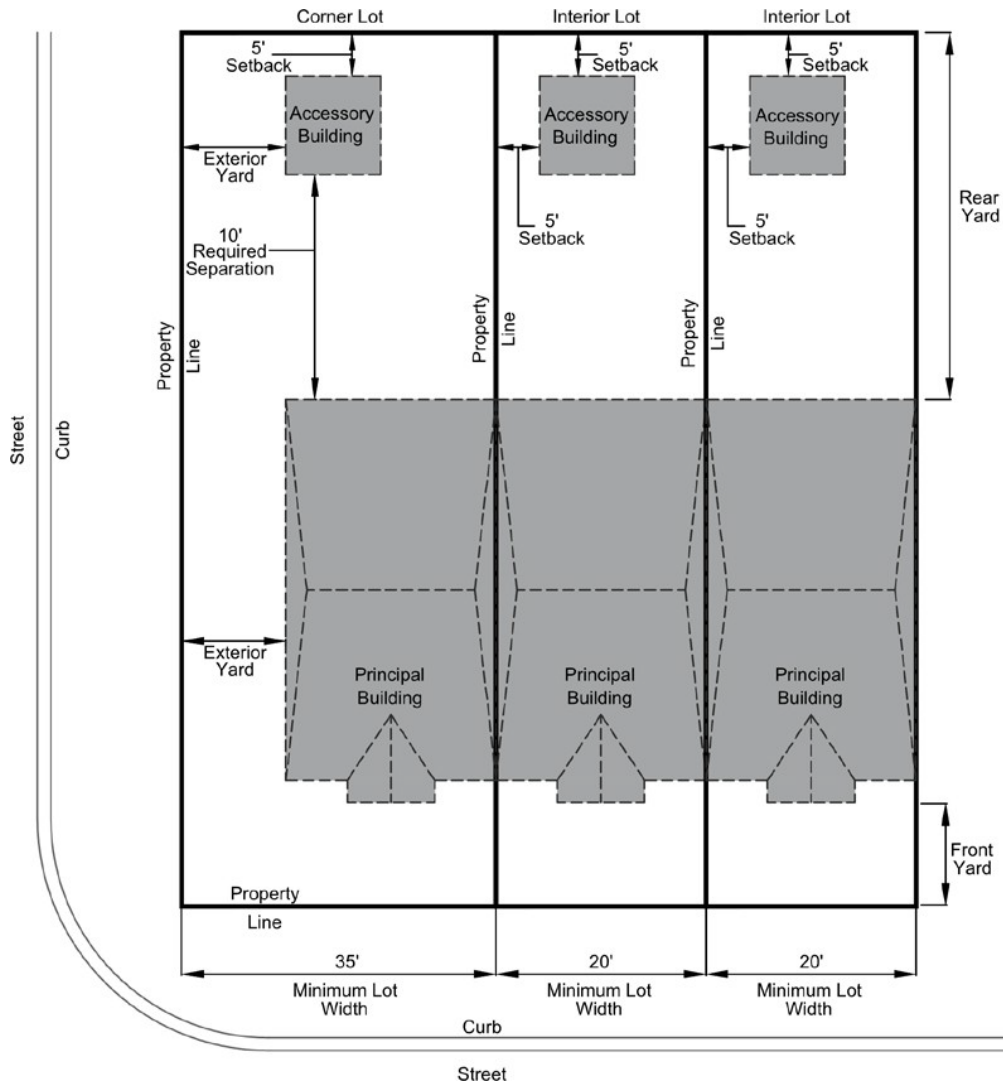 Corner Lot
Interior Lot
Interior Lot
5'
Setback
5'
Setback
5'
Setback
Accessory
Building
Accessory
Building
Accessory
Building
Exterior
Yard
5'
Setback
5'
Setback
Rear
Yard
10'
Required
Separation
Property
Line
Property
Line
Property
Line
Street
Curb
Exterior
Yard
Principal
Building
Principal
Building
Principal
Building
Front
Yard
Property
Line
35'
Minimum Lot
Width
20'
Minimum Lot
Width
20'
Minimum Lot
Width
Curb
Street